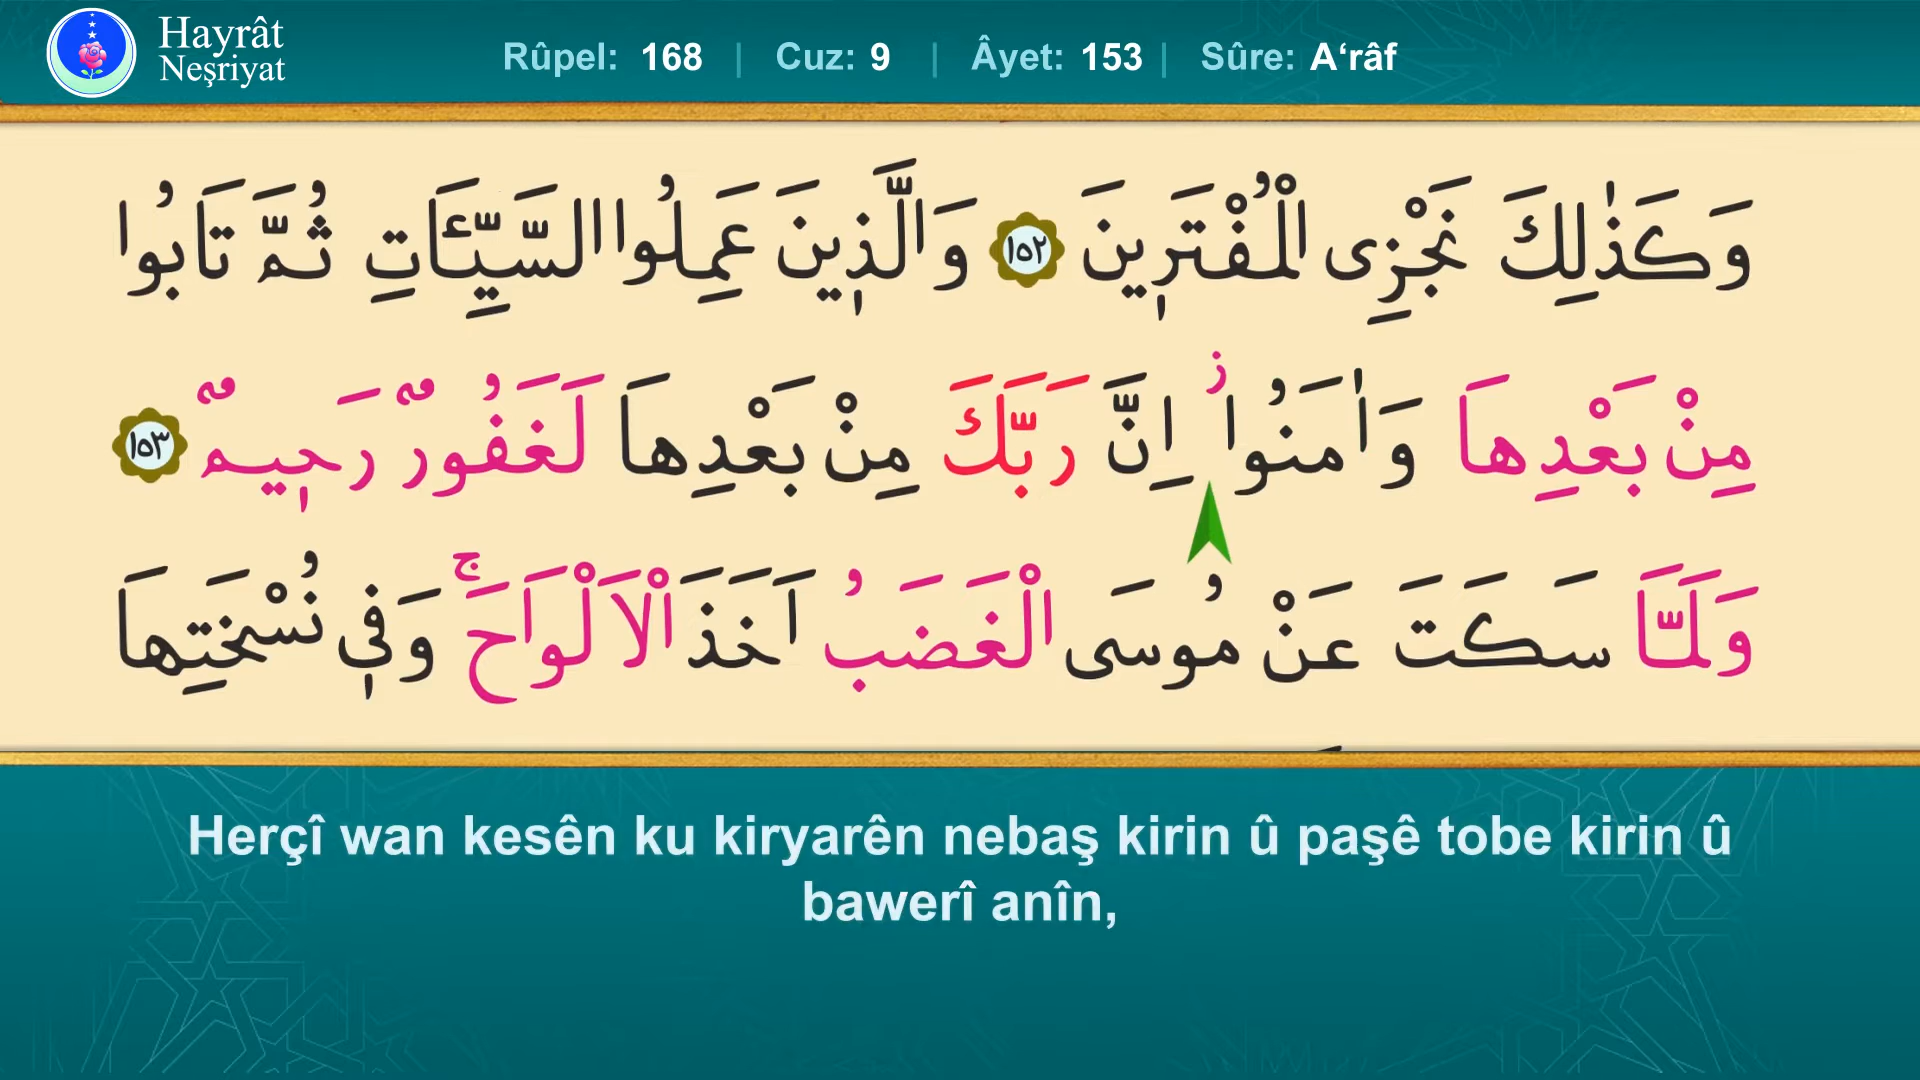 Hayrât
Neşriyat
Rûpel: 168 | Cuz: 9 | Âyet: 153 | Sûre: A‘râf
وَكَذٰلِكَ نَجْزِى الْمُفْتَرٖينَ ١٥٢ وَالَّذٖينَ عَمِلُوا السَّيِّـَٔاتِ ثُمَّ تَابُوا
مِنْ بَعْدِهَا وَاٰمَنُواۘز اِنَّ رَبَّكَ مِنْ بَعْدِهَا لَغَفُورٌ رَحٖيمٌ ١٥٣
وَلَمَّا سَكَتَ عَنْ مُوسَى الْغَضَبُ اَخَذَ الْاَلْوَاحَۚ وَفٖى نُسْخَتِهَا
Herçî wan kesên ku kiryarên nebaş kirin û paşê tobe kirin û
bawerî anîn,